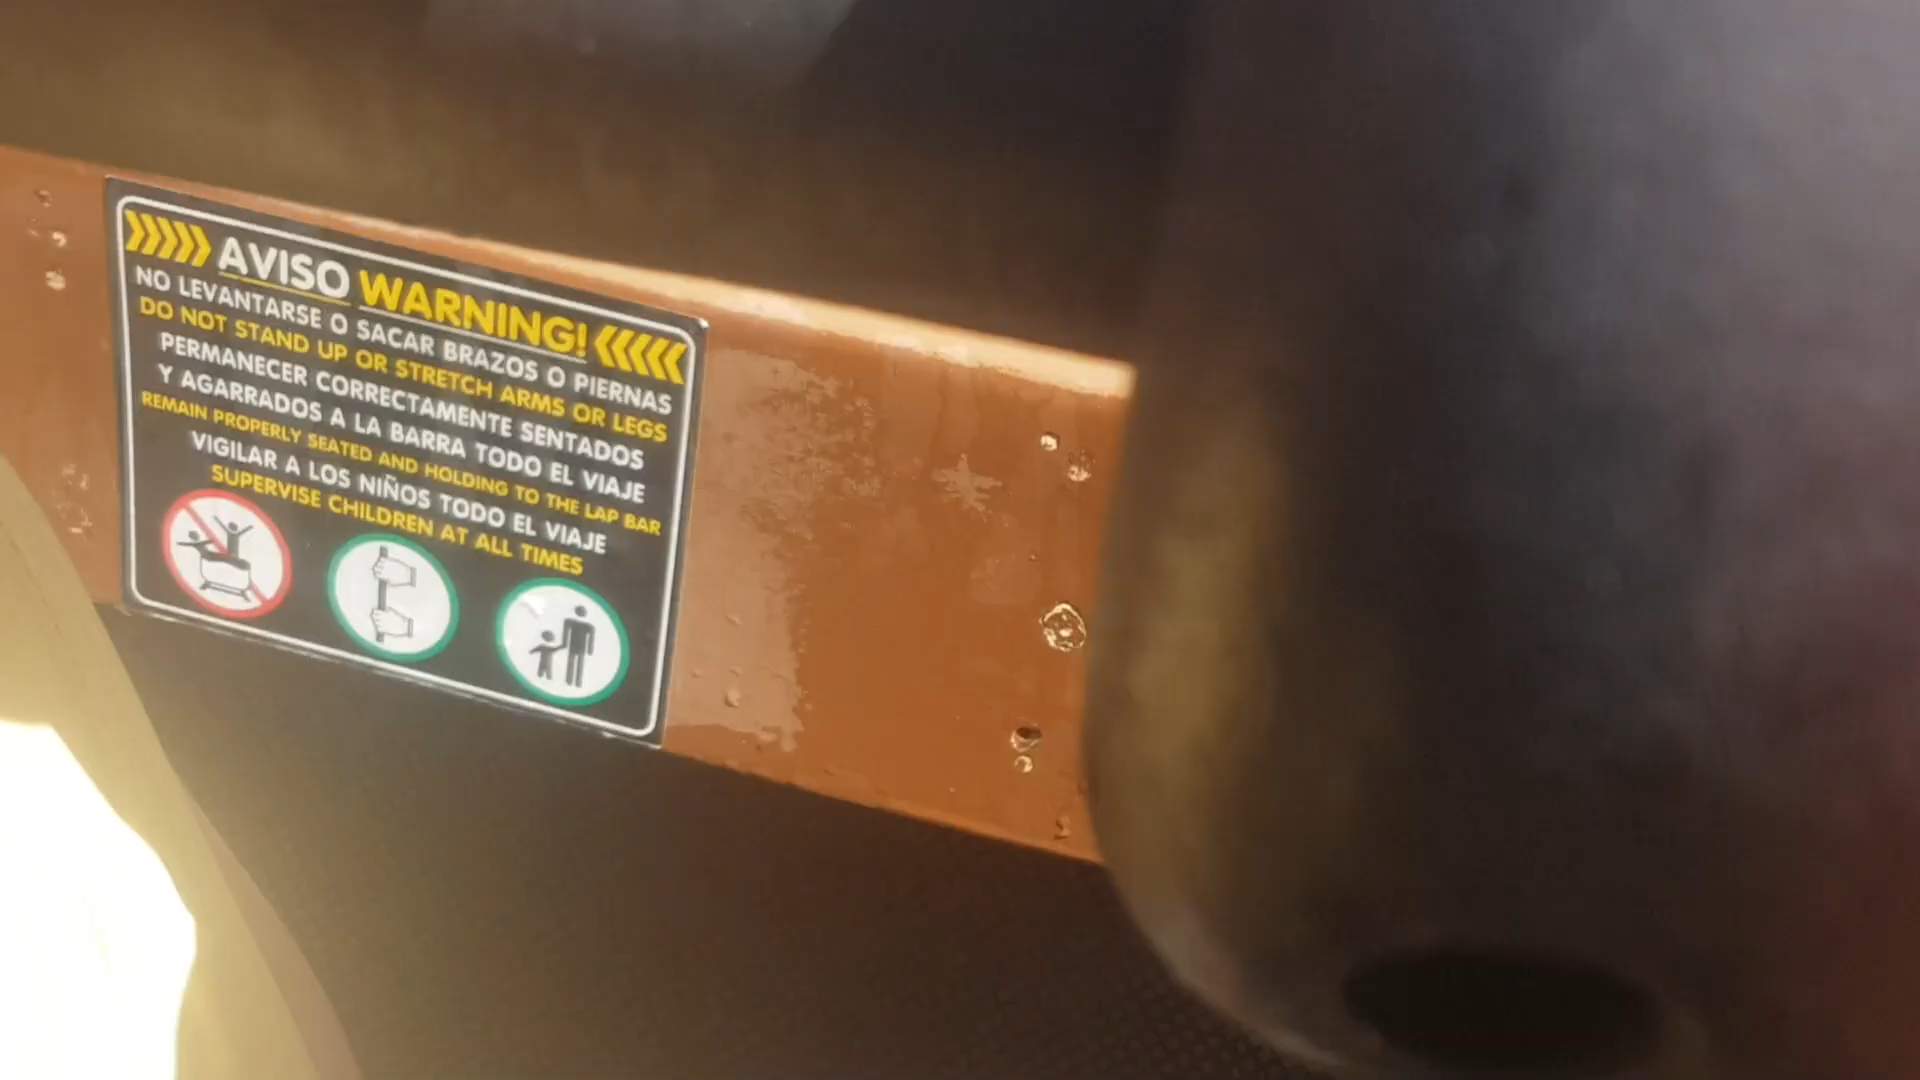 AVISO WARNING!
NO LEVANTARSE O SACAR BRAZOS O PIERNAS
DO NOT STAND UP OR STRETCH ARMS OR LEGS
PERMANECER CORRECTAMENTE SENTADOS
Y AGARRADOS A LA BARRA TODO EL VIAJE
REMAIN PROPERLY SEATED AND HOLDING TO THE LAP BAR
VIGILAR A LOS NIÑOS TODO EL VIAJE
SUPERVISE CHILDREN AT ALL TIMES